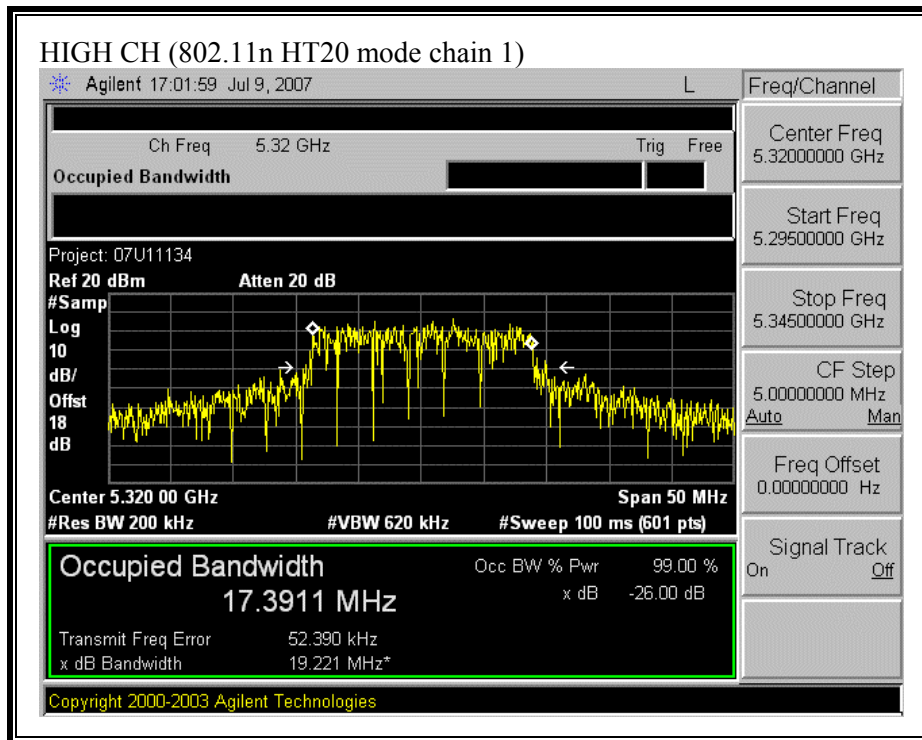 HIGH CH (802.11n HT20 mode chain 1)
Agilent 17:01:59 Jul 9, 2007 L
Freq/Channel
Ch Freq 5.32 GHz Trig Free
Occupied Bandwidth
Center Freq
5.32000000 GHz
Start Freq
5.29500000 GHz
Stop Freq
5.34500000 GHz
CF Step
5.00000000 MHz
Auto Man
Freq Offset
0.00000000 Hz
Signal Track
On Off
Project: 07U11134
Ref 20 dBm Atten 20 dB
#Samp
Log
10
dB/
Offst
18
dB
Center 5.320 00 GHz Span 50 MHz
#Res BW 200 kHz #VBW 620 kHz #Sweep 100 ms (601 pts)
Occupied Bandwidth Occ BW % Pwr 99.00 %
17.3911 MHz x dB -26.00 dB
Transmit Freq Error 52.390 kHz
x dB Bandwidth 19.221 MHz*
Copyright 2000-2003 Agilent Technologies